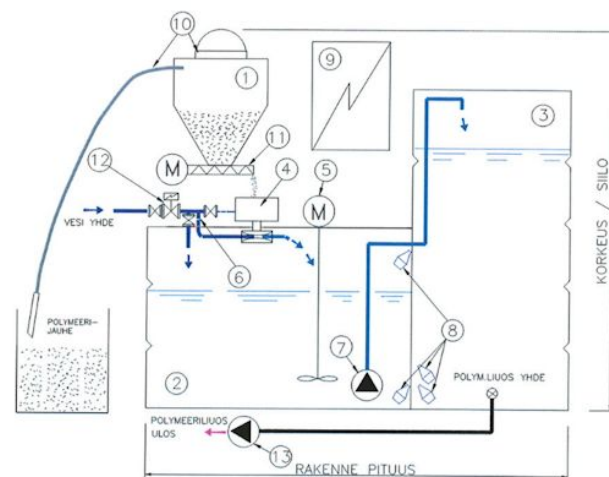 10
1
9
3
11
12
M
4
5
M
VESI YHDE
6
POLYMEERI-
JAUHE
7
8
2
POLYM.LIUOS YHDE
POLYMEERILIUOS
ULOS
13
RAKENNE PITUUS
KORKEUS / SIILO